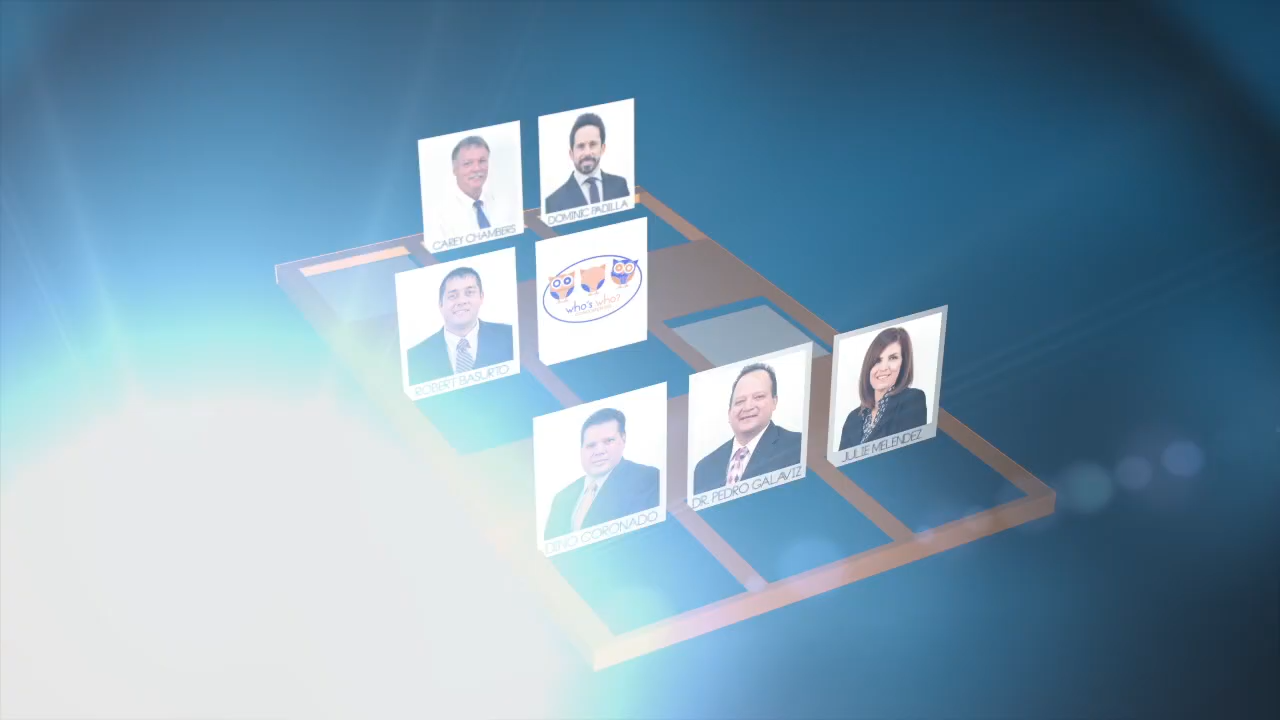 CAREY CHAMBERS
DOMINIC PADILLA
ROBERT BASURTO
who's who?
DINO CORONADO
DR. PEDRO GALAVIZ
JULIE MELENDEZ